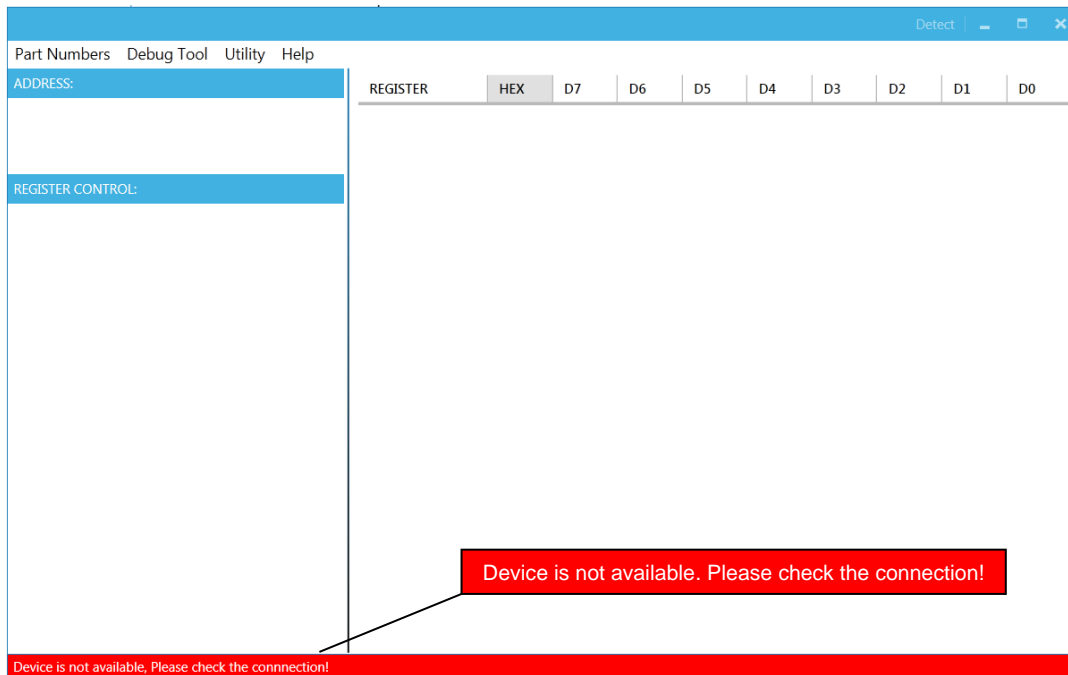 Detect
Part Numbers Debug Tool Utility Help
ADDRESS:
REGISTER HEX D7 D6 D5 D4 D3 D2 D1 D0
REGISTER CONTROL:
Device is not available. Please check the connection!
Device is not available, Please check the connnection!